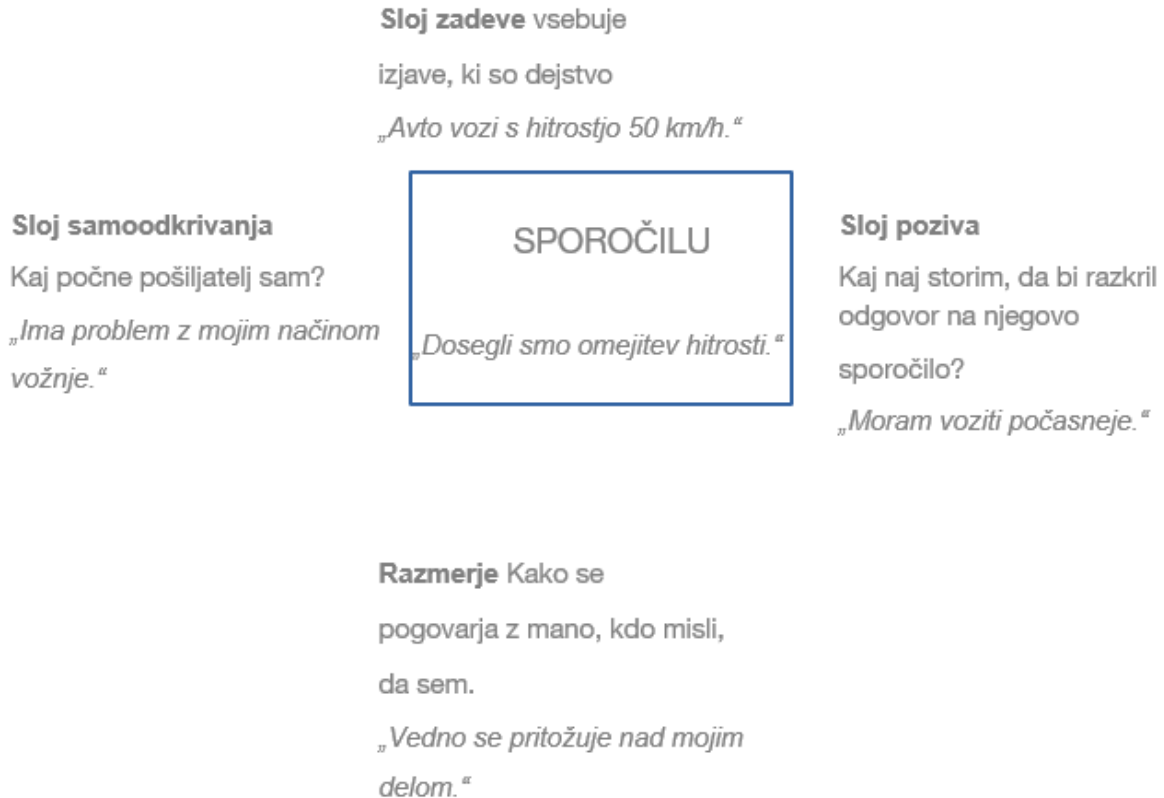 Sloj zadeve vsebuje
izjave, ki so dejstvo
„Avto vozi s hitrostjo 50 km/h.“
Sloj samoodkrivanja
Kaj počne pošiljatelj sam?
„Ima problem z mojim načinom
vožnje.“
SPOROČILU
„Dosegli smo omejitev hitrosti.“
Sloj poziva
Kaj naj storim, da bi razkril
odgovor na njegovo
sporočilo?
„Moram voziti počasneje.“
Razmerje Kako se
pogovarja z mano, kdo misli,
da sem.
„Vedno se pritožuje nad mojim
delom.“